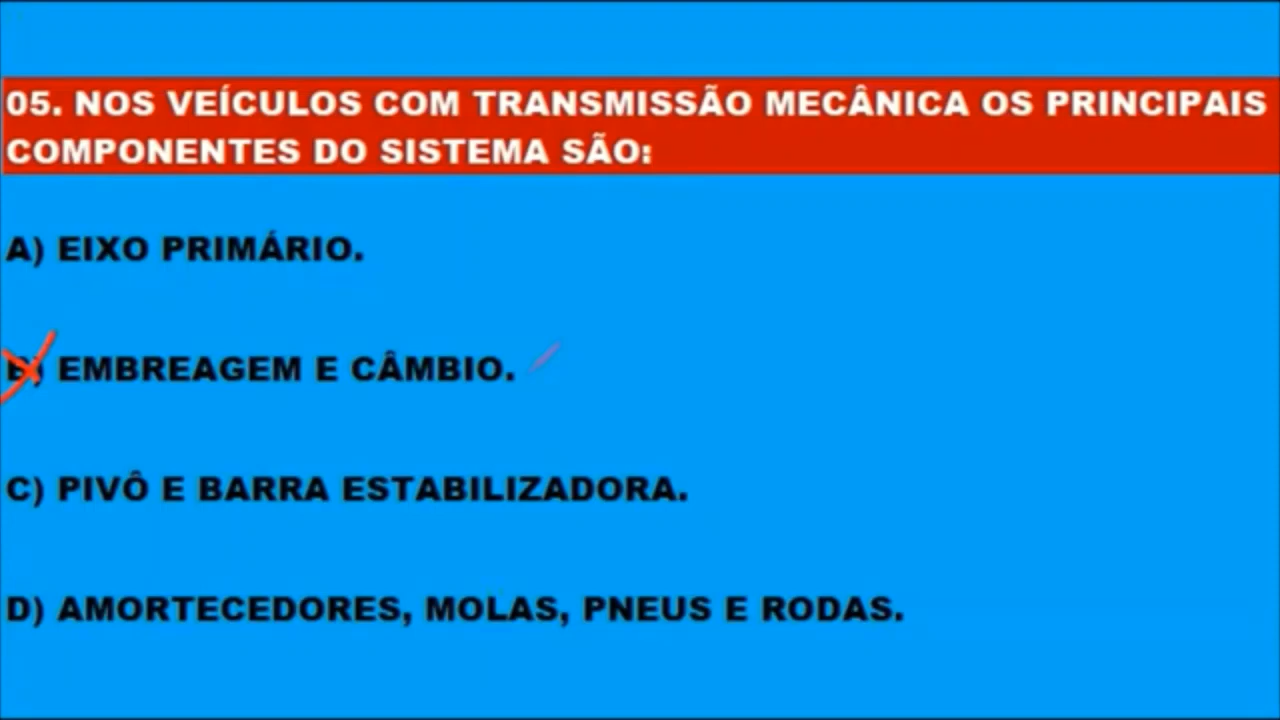 05. NOS VEÍCULOS COM TRANSMISSÃO MECÂNICA OS PRINCIPAIS
COMPONENTES DO SISTEMA SÃO:
A) EIXO PRIMÁRIO.
B) EMBREAGEM E CÂMBIO.
C) PIVÔ E BARRA ESTABILIZADORA.
D) AMORTECEDORES, MOLAS, PNEUS E RODAS.